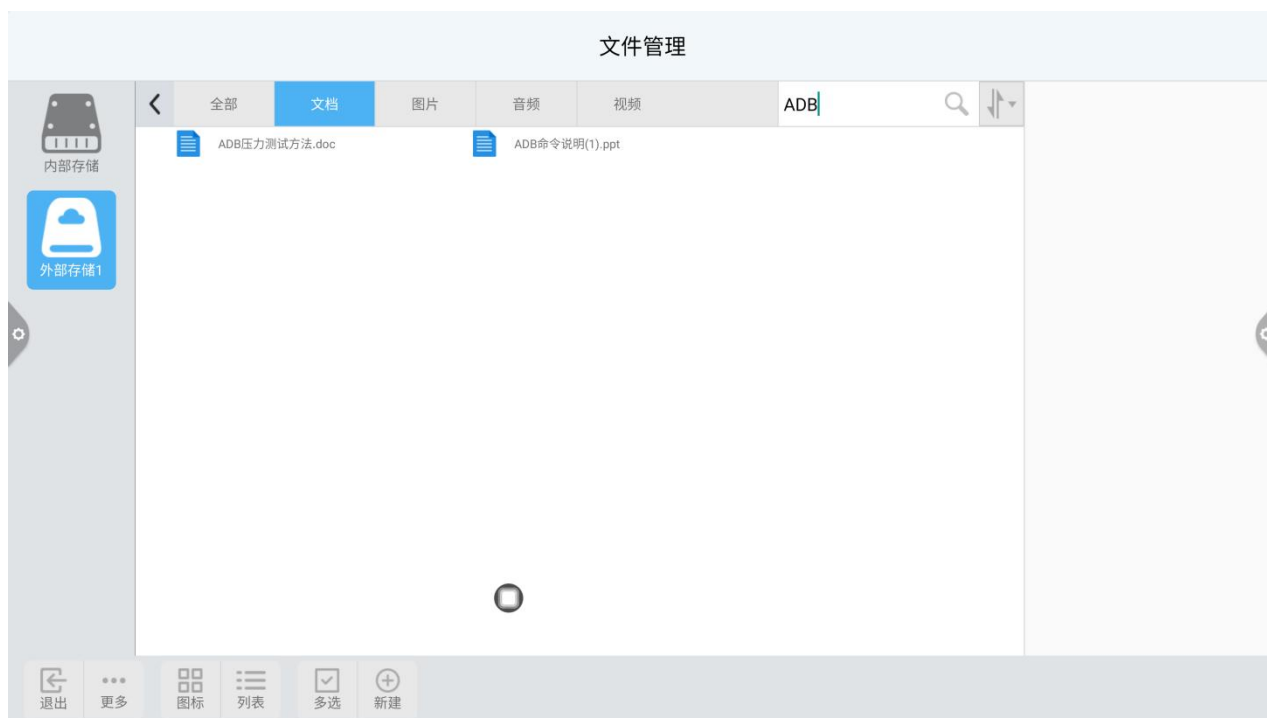 文件管理
内部存储
外部存储1
全部 文档 图片 音频 视频 ADB
ADB压力测试方法.doc ADB命令说明(1).ppt
退出 更多 图标 列表 多选 新建